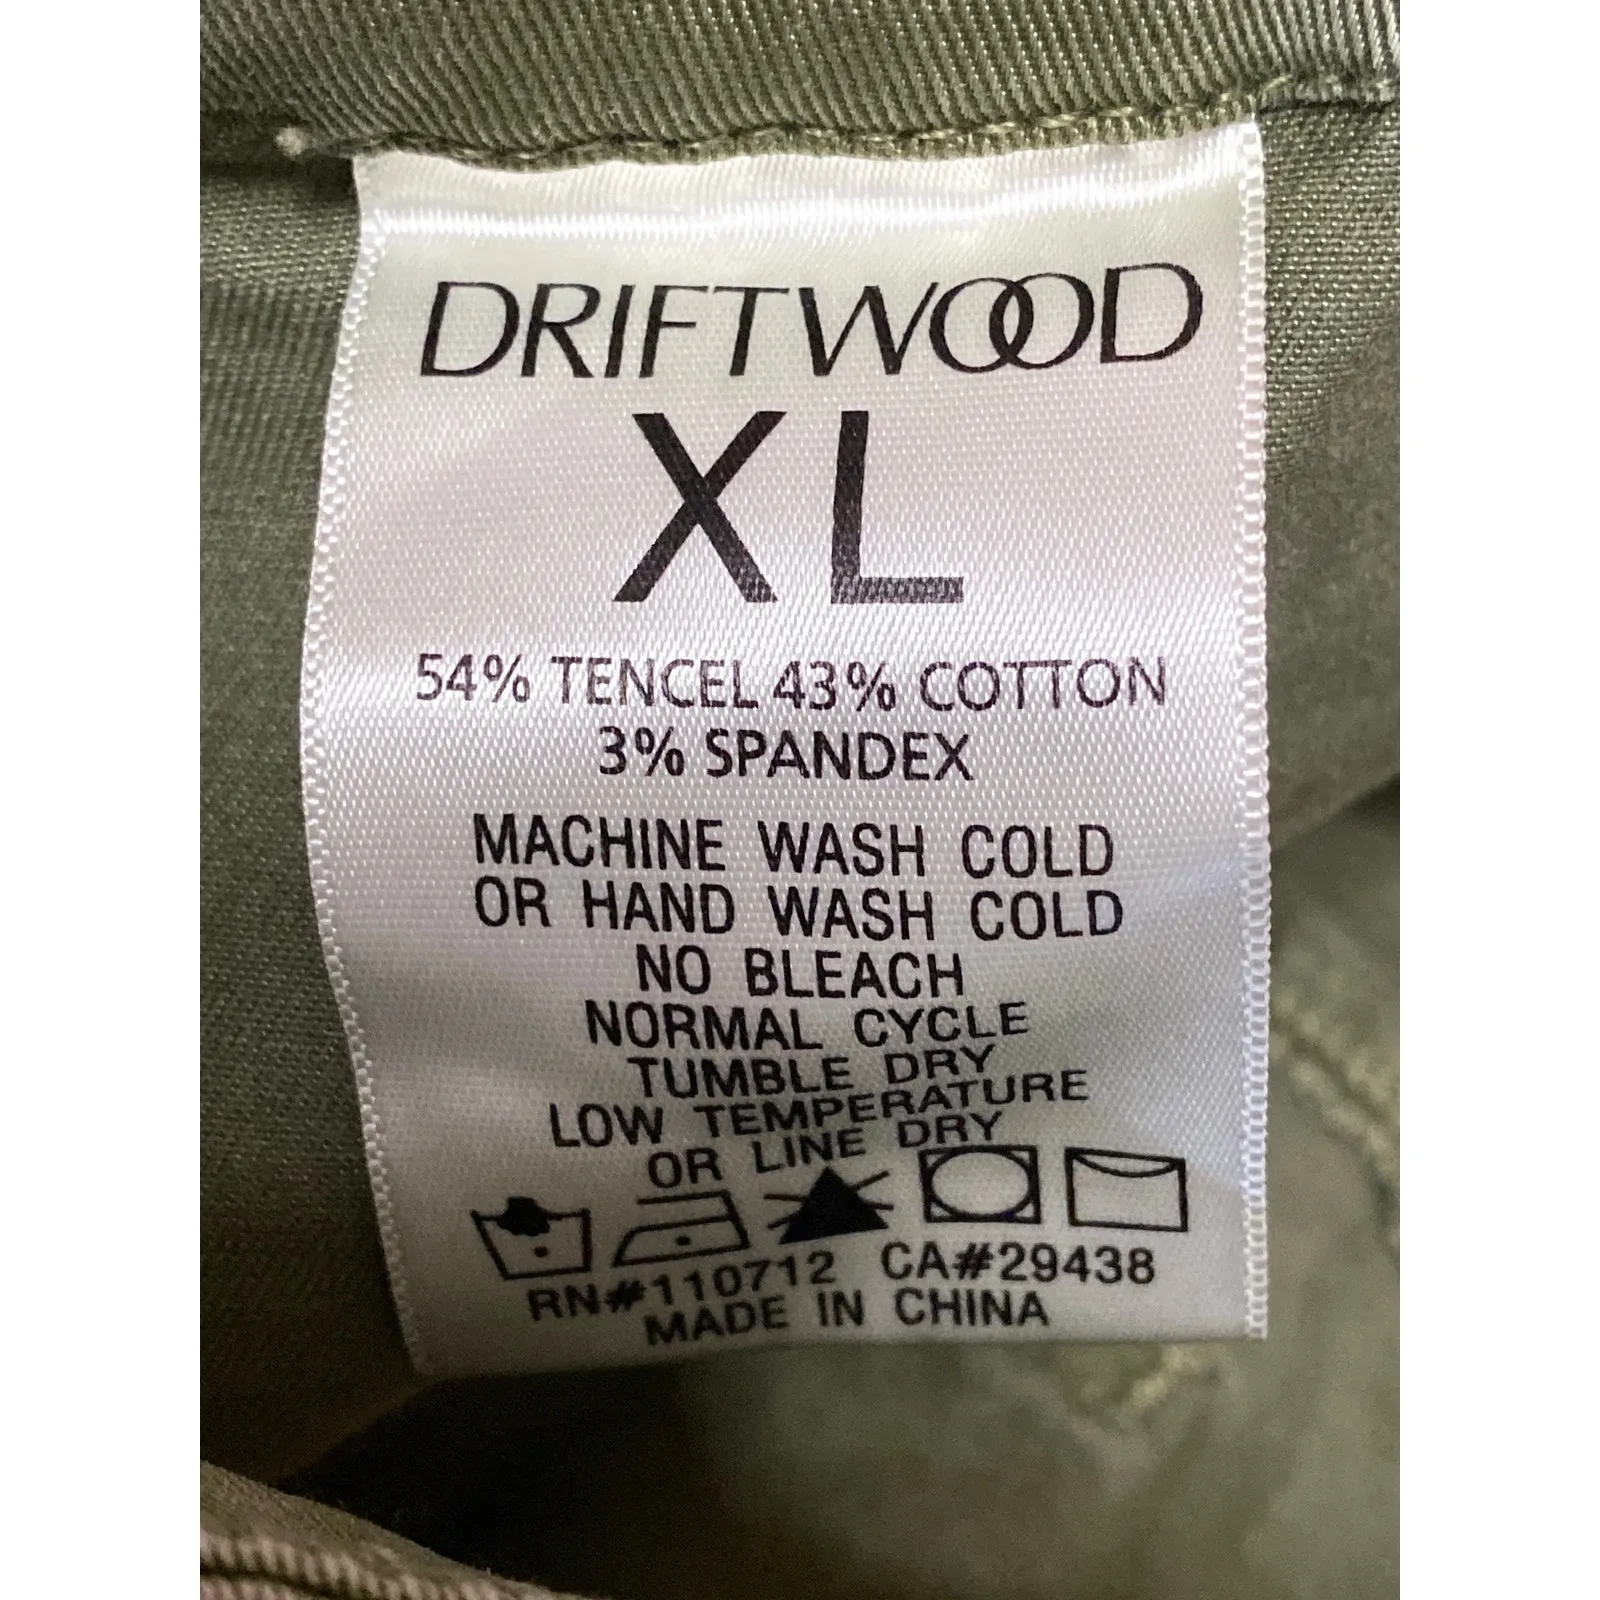 DRIFTWOOD
XL
54% TENCEL 43% COTTON
3% SPANDEX
MACHINE WASH COLD
OR HAND WASH COLD
NO BLEACH
NORMAL CYCLE
TUMBLE DRY
LOW TEMPERATURE
OR LINE DRY
RN#110712 CA#29438
MADE IN CHINA